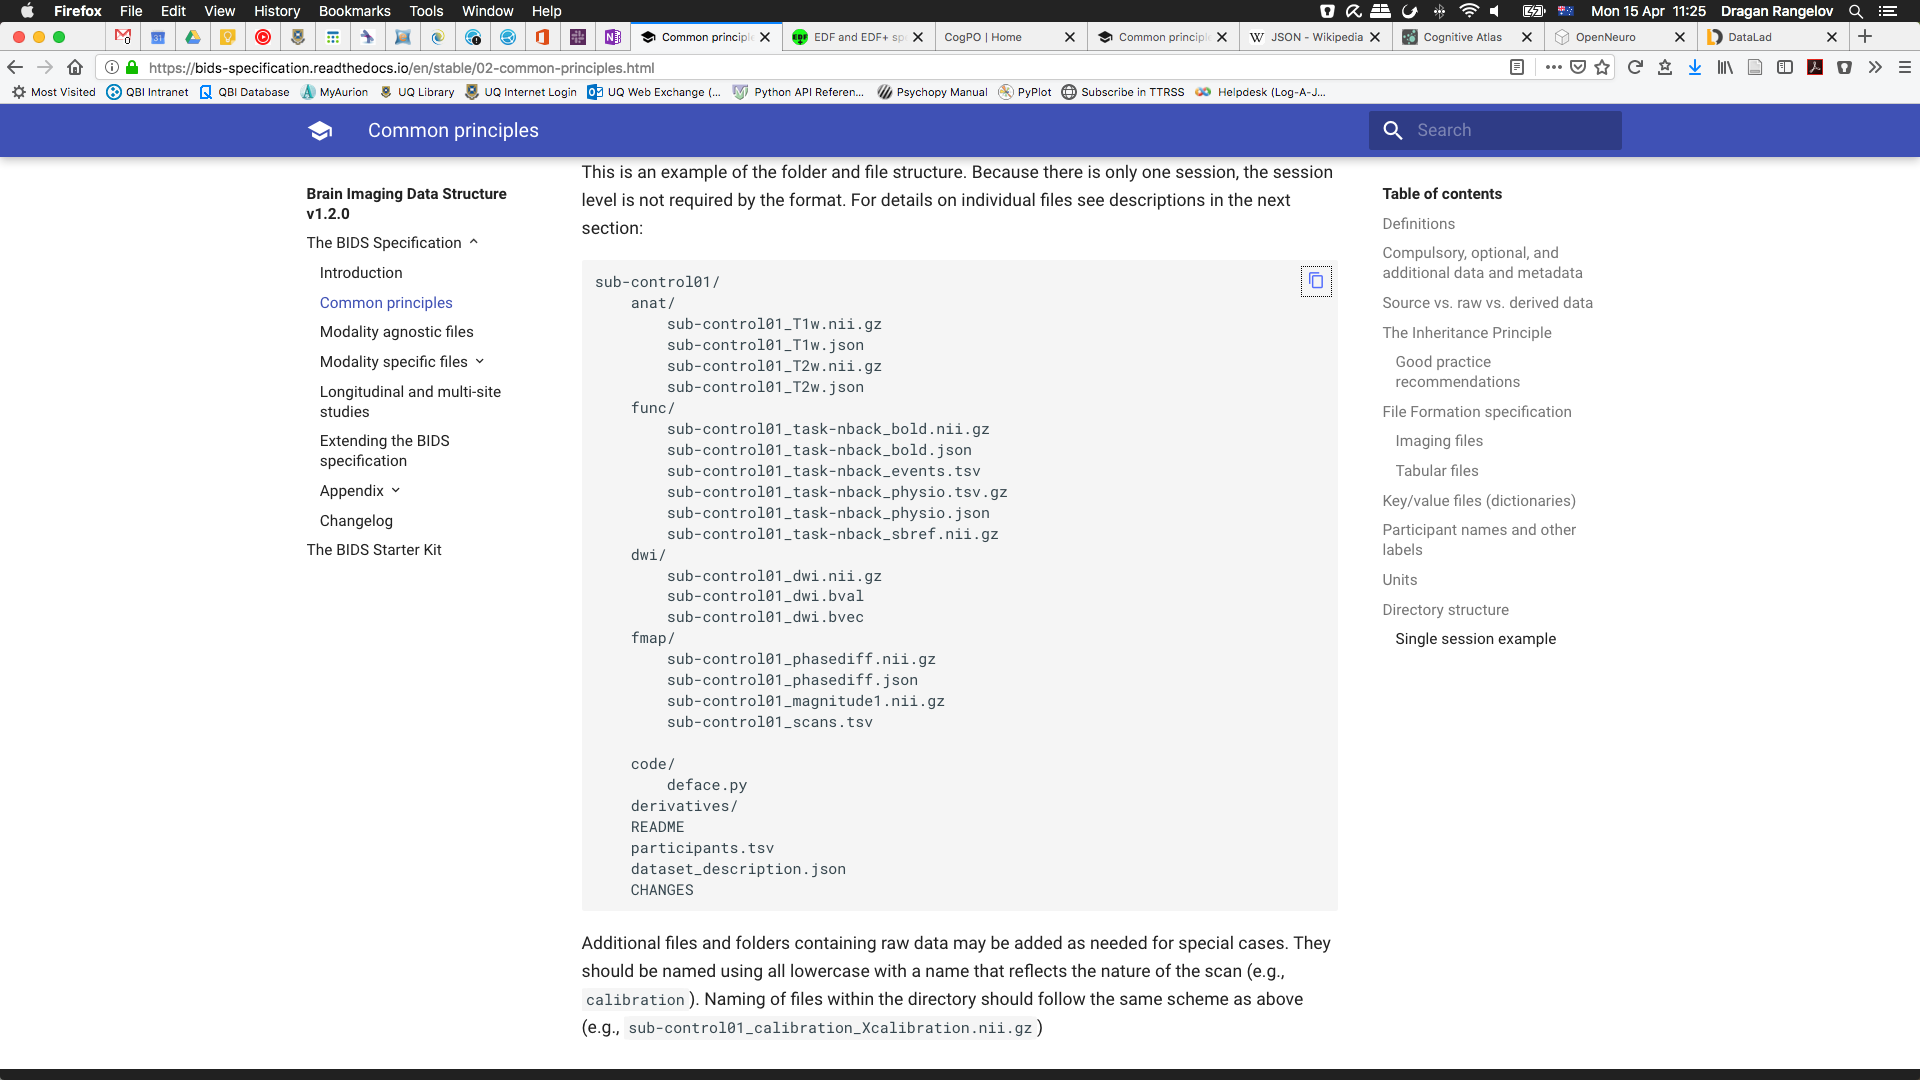 Firefox File Edit View History Bookmarks Tools Window Help Mon 15 Apr 11:25 Dragan Rangelov
Common principle EDF and EDF+ sp CogPO | Home Common principle JSON - Wikipedia Cognitive Atlas OpenNeuro DataLad
https://bids-specification.readthedocs.io/en/stable/02-common-principles.html
Most Visited QBI Intranet QBI Database MyAurion UQ Library UQ Internet Login UQ Web Exchange (... Python API Referen... Psychopy Manual PyPlot Subscribe in TTRSS Helpdesk (Log-A-J...
Common principles
Search
Brain Imaging Data Structure
v1.2.0
The BIDS Specification
Introduction
Common principles
Modality agnostic files
Modality specific files
Longitudinal and multi-site
studies
Extending the BIDS
specification
Appendix
Changelog
The BIDS Starter Kit
This is an example of the folder and file structure. Because there is only one session, the session
level is not required by the format. For details on individual files see descriptions in the next
section:
sub-control01/
anat/
sub-control01_T1w.nii.gz
sub-control01_T1w.json
sub-control01_T2w.nii.gz
sub-control01_T2w.json
func/
sub-control01_task-nback_bold.nii.gz
sub-control01_task-nback_bold.json
sub-control01_task-nback_events.tsv
sub-control01_task-nback_physio.tsv.gz
sub-control01_task-nback_physio.json
sub-control01_task-nback_sbref.nii.gz
dwi/
sub-control01_dwi.nii.gz
sub-control01_dwi.bval
sub-control01_dwi.bvec
fmap/
sub-control01_phasediff.nii.gz
sub-control01_phasediff.json
sub-control01_magnitude1.nii.gz
sub-control01_scans.tsv
code/
deface.py
derivatives/
README
participants.tsv
dataset_description.json
CHANGES
Additional files and folders containing raw data may be added as needed for special cases. They
should be named using all lowercase with a name that reflects the nature of the scan (e.g.,
calibration ). Naming of files within the directory should follow the same scheme as above
(e.g., sub-control01_calibration_Xcalibration.nii.gz )
Table of contents
Definitions
Compulsory, optional, and
additional data and metadata
Source vs. raw vs. derived data
The Inheritance Principle
Good practice
recommendations
File Formation specification
Imaging files
Tabular files
Key/value files (dictionaries)
Participant names and other
labels
Units
Directory structure
Single session example